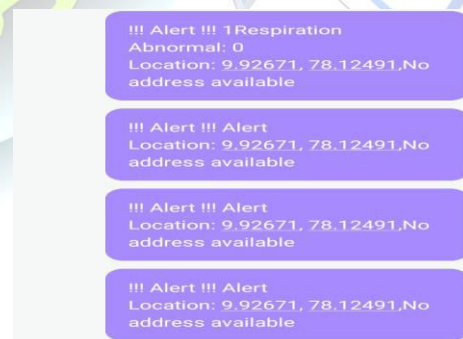 !!! Alert !!! 1Respiration
Abnormal: 0
Location: 9.92671, 78.12491,No
address available
!!! Alert !!! Alert
Location: 9.92671, 78.12491,No
address available
!!! Alert !!! Alert
Location: 9.92671, 78.12491,No
address available
!!! Alert !!! Alert
Location: 9.92671, 78.12491,No
address available